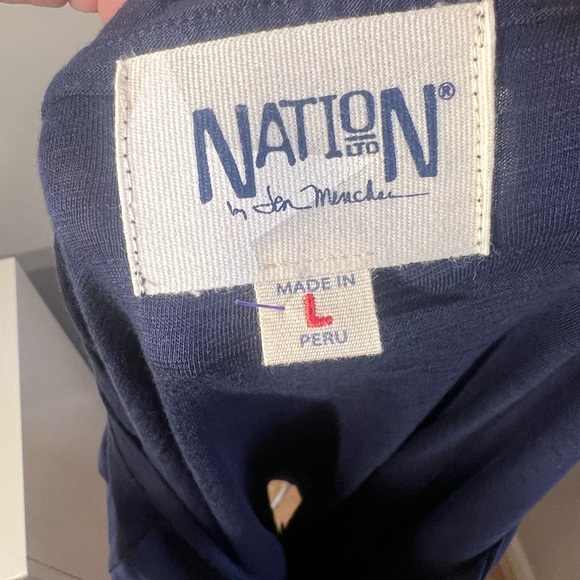 NATION®
LTD
by Jen Menchaca
MADE IN
L
PERU